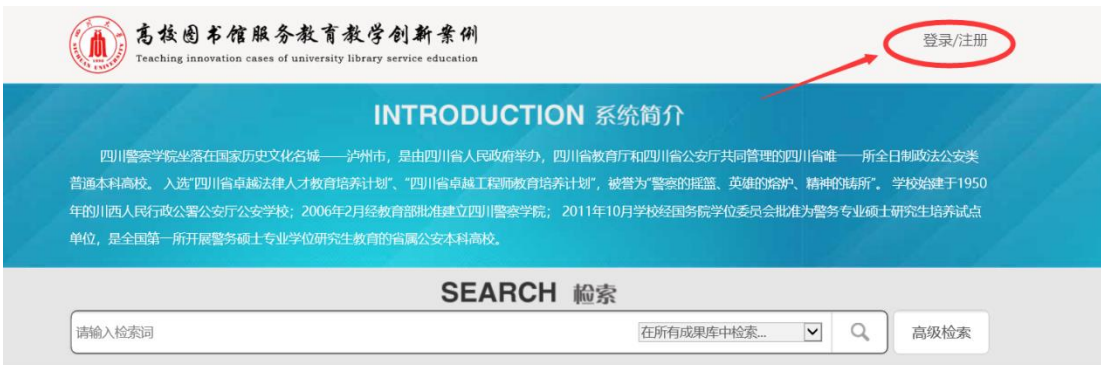 高校图书馆服务教育教学创新案例
Teaching innovation cases of university library service education
登录/注册
INTRODUCTION 系统简介
四川警察学院坐落在国家历史文化名城——泸州市，是由四川省人民政府举办，四川省教育厅和四川省公安厅共同管理的四川省唯一一所全日制政法公安类
普通本科高校。 入选“四川省卓越法律人才教育培养计划”、“四川省卓越工程师教育培养计划”，被誉为“警察的摇篮、英雄的熔炉、精神的铸所”。 学校始建于1950
年的川西人民行政公署公安厅公安学校；2006年2月经教育部批准建立四川警察学院； 2011年10月学校经国务院学位委员会批准为警务专业硕士研究生培养试点
单位，是全国第一所开展警务硕士专业学位研究生教育的省属公安本科高校。
SEARCH 检索
请输入检索词
在所有成果库中检索...
高级检索